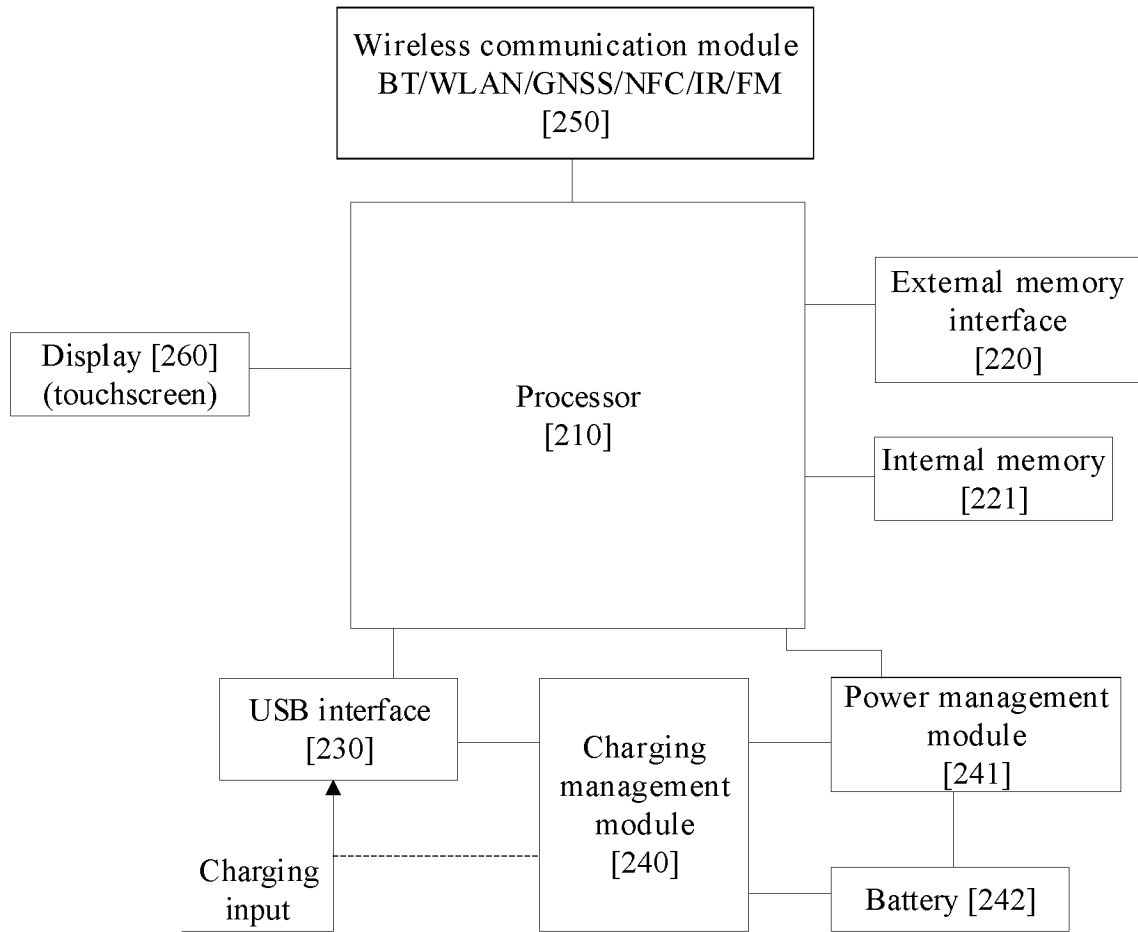 Wireless communication module
BT/WLAN/GNSS/NFC/IR/FM
[250]
External memory
interface
[220]
Display [260]
(touchscreen)
Processor
[210]
Internal memory
[221]
USB interface
[230]
Charging
management
module
[240]
Power management
module
[241]
Charging
input
Battery [242]